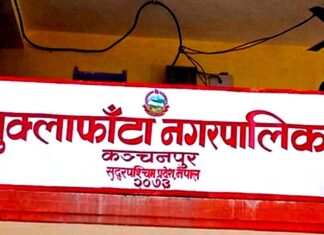 ुक्लाफाँटा नगरपालिक
कञ्चनपुर
सुदुरपश्चिम प्रदेश, नेपाल
२०७३